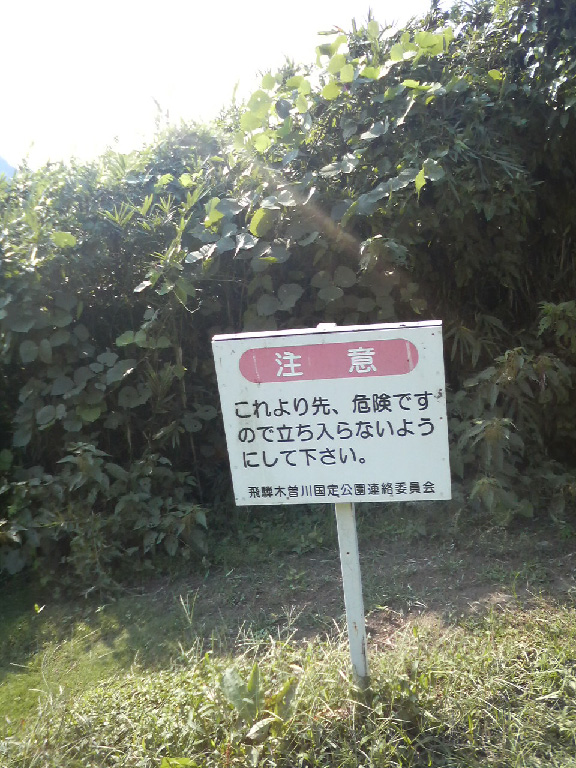 注意
これより先、危険です
ので立ち入らないよう
にして下さい。
飛騨木曽川国定公園連絡委員会